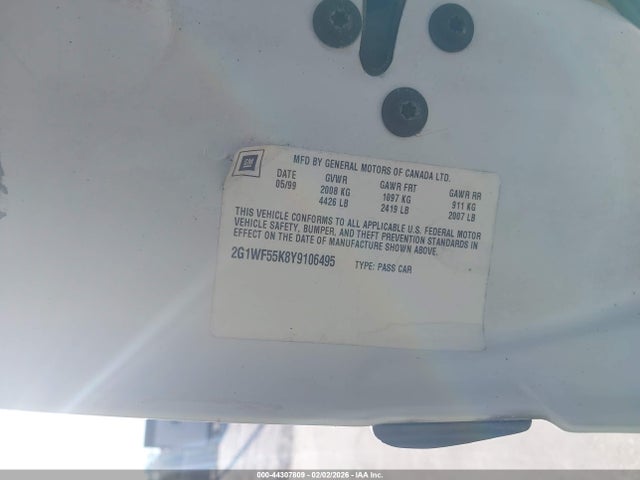 GM
MFD BY GENERAL MOTORS OF CANADA LTD.
DATE GVWR GAWR FRT GAWR RR
05/99 2008 KG 1097 KG 911 KG
4426 LB 2419 LB 2007 LB
THIS VEHICLE CONFORMS TO ALL APPLICABLE U.S. FEDERAL MOTOR
VEHICLE SAFETY, BUMPER, AND THEFT PREVENTION STANDARDS IN
EFFECT ON THE DATE OF MANUFACTURE SHOWN ABOVE.
2G1WF55K8Y9106495 TYPE: PASS CAR
000-44307809 - 02/02/2026 - IAA Inc.